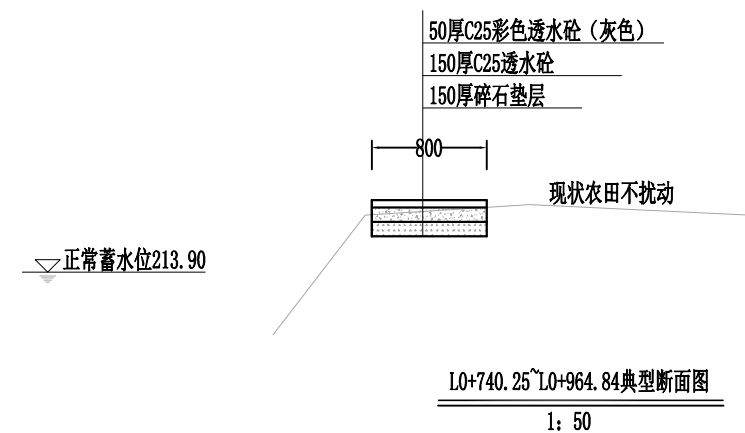 50厚C25彩色透水砼（灰色）
150厚C25透水砼
150厚碎石垫层
800
现状农田不扰动
正常蓄水位213.90
L0+740.25~L0+964.84典型断面图
1: 50